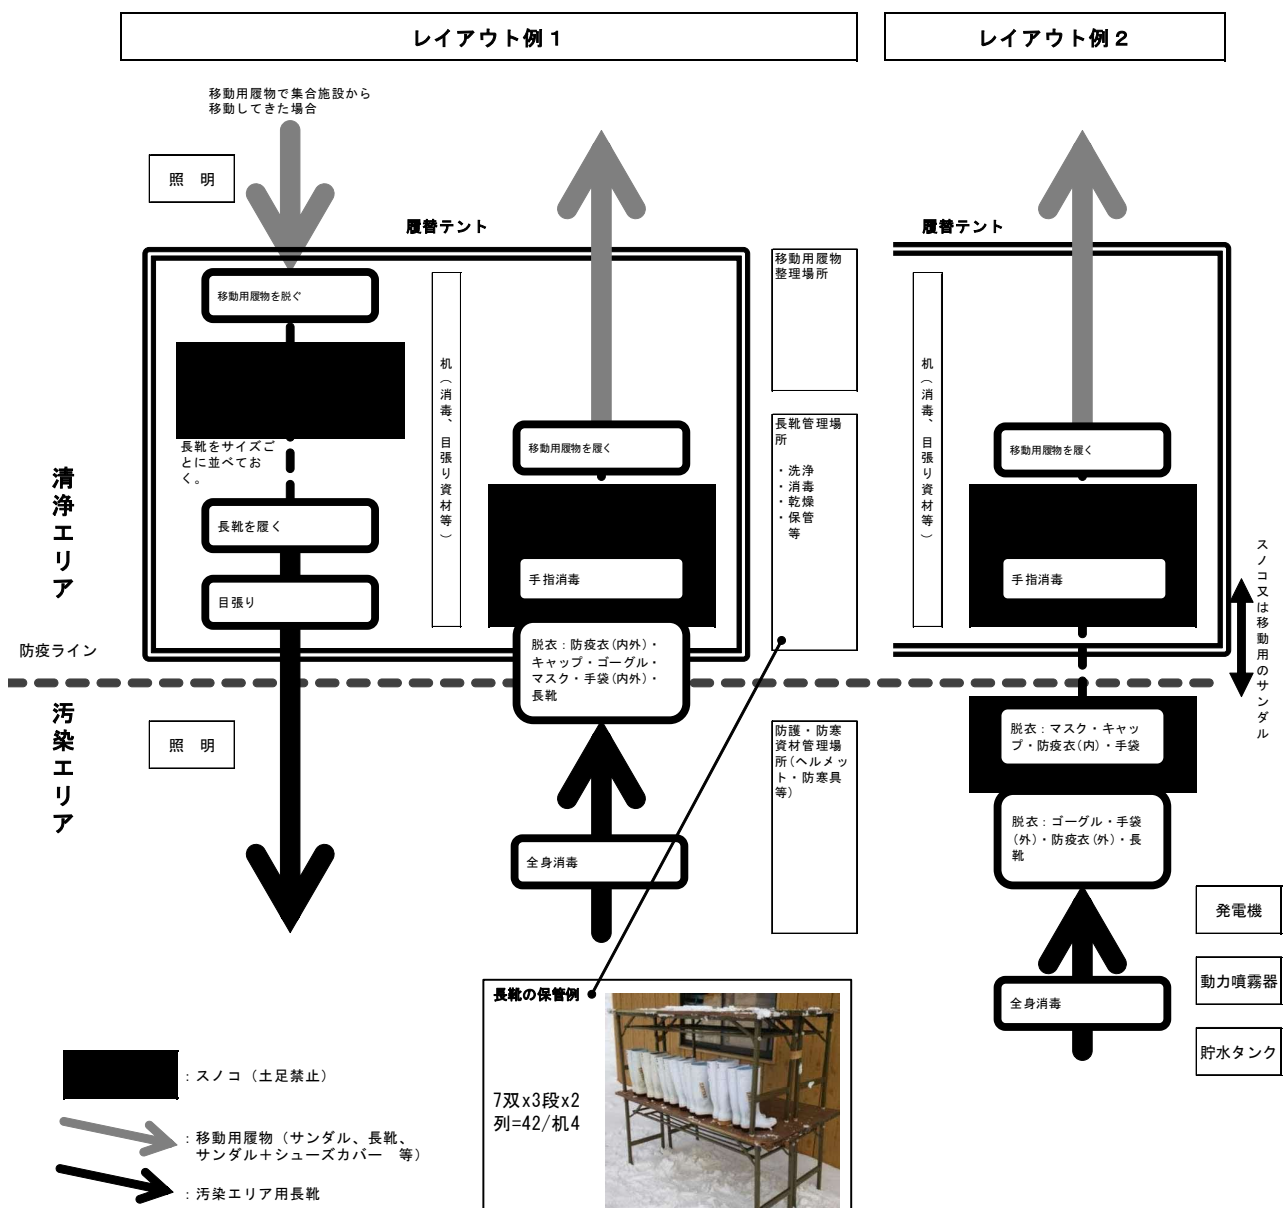 レイアウト例１
レイアウト例２
移動用履物で集合施設から
移動してきた場合
照　明
履替テント
移動用履物を脱ぐ
長靴をサイズご
とに並べてお
く。
長靴を履く
目張り
机（消毒、目張り資材等）
移動用履物を履く
手指消毒
脱衣：防疫衣(内外)・
キャップ・ゴーグル・
マスク・手袋(内外)・
長靴
全身消毒
移動用履物
整理場所
長靴管理場
所
・洗浄
・消毒
・乾燥
・保管
等
防護・防寒
資材管理場
所(ヘルメッ
ト・防寒具
等)
清浄エリア
防疫ライン
汚染エリア
照　明
履替テント
机（消毒、目張り資材等）
移動用履物を履く
手指消毒
スノコ又は移動用のサンダル
脱衣：マスク・キャッ
プ・防疫衣(内)・手袋
脱衣：ゴーグル・手袋
(外)・防疫衣(外)・長
靴
全身消毒
発電機
動力噴霧器
貯水タンク
長靴の保管例
7双x3段x2
列=42/机4
：スノコ（土足禁止）
：移動用履物（サンダル、長靴、
サンダル＋シューズカバー　等）
：汚染エリア用長靴